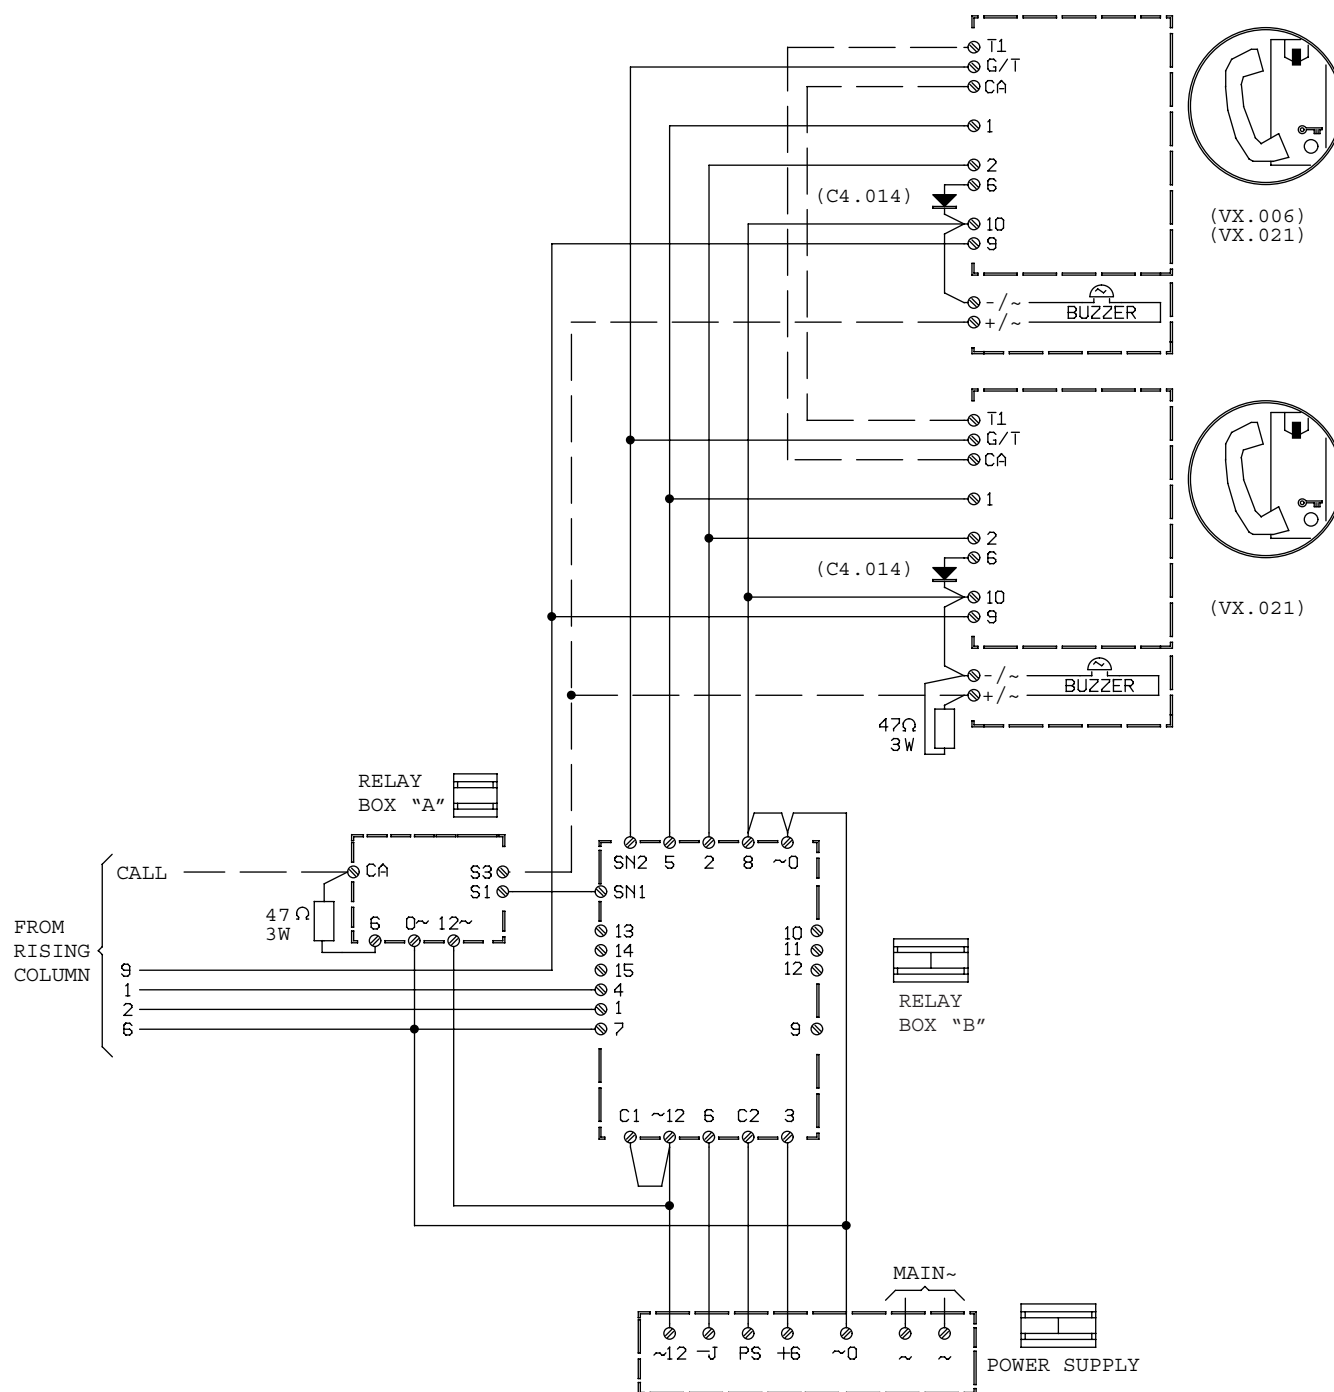 T1
G/T
CA
1
2
6
(C4.014)
10
9
(VX.006)
(VX.021)
-/~
BUZZER
+/~
T1
G/T
CA
1
2
6
(C4.014)
10
9
(VX.021)
-/~
BUZZER
+/~
47Ω
3W
RELAY
BOX “A”
CALL
CA
S3
S1
47Ω
3W
6 0~ 12~
FROM
RISING
COLUMN
9
1
2
6
SN2 5 2 8 ~0
SN1
13
14
15
4
1
7
10
11
12
9
RELAY
BOX “B”
C1 ~12 6 C2 3
MAIN~
~12 -J PS +6 ~0 ~ ~
POWER SUPPLY